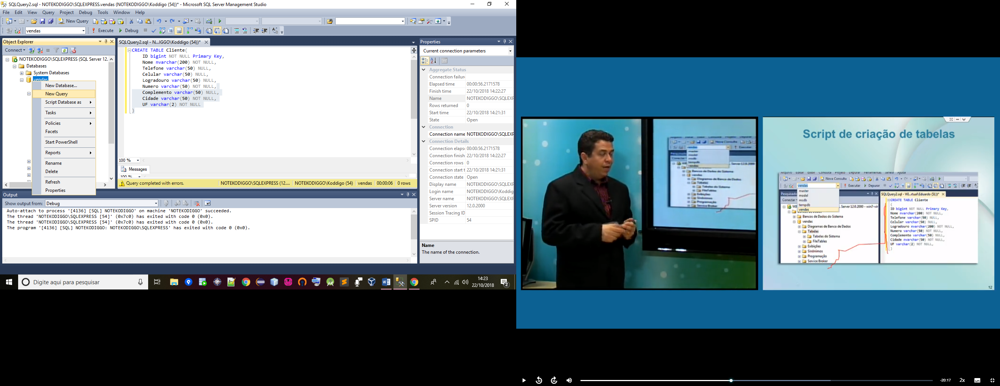 SQLQuery2.sql - NOTEKODIGGO\SQLEXPRESS.vendas (NOTEKODIGGO\Koddigo (54))* - Microsoft SQL Server Management Studio
File Edit View Query Project Debug Tools Window Help
New Query
vendas Execute Debug
Object Explorer
Connect
NOTEKODIGGO\SQLEXPRESS (SQL Server 12.
Databases
System Databases
vendas
New Database...
New Query
Script Database as
Tasks
Policies
Facets
Start PowerShell
Reports
Rename
Delete
Refresh
Properties
SQLQuery2.sql - N...IGGO\Koddigo (54))*
CREATE TABLE Cliente(
ID bigint NOT NULL Primary Key,
Nome nvarchar(200) NOT NULL,
Telefone varchar(50) NULL,
Celular varchar(50) NULL,
Logradouro varchar(50) NULL,
Numero varchar(50) NOT NULL,
Complemento varchar(50) NULL,
Cidade varchar(50) NOT NULL,
UF varchar(2) NOT NULL
)
100 %
Messages
100 %
Query completed with errors. NOTEKODIGGO\SQLEXPRESS (12.... NOTEKODIGGO\Koddigo (54) vendas 00:00:06 0 rows
Properties
Current connection parameters
Aggregate Status
Connection failur
Elapsed time 00:00:56.2171578
Finish time 22/10/2018 14:22:27
Name NOTEKODIGGO\SQLEXP
Rows returned 0
Start time 22/10/2018 14:21:31
State Open
Connection
Connection name NOTEKODIGGO\SQLEXP
Connection Details
Connection elaps 00:00:56.2171578
Connection finish 22/10/2018 14:22:27
Connection rows 0
Connection start t 22/10/2018 14:21:31
Connection state Open
Display name NOTEKODIGGO\SQLEXP
Login name NOTEKODIGGO\Koddig
Server name NOTEKODIGGO\SQLEXP
Server version 12.0.2000
Session Tracing ID
SPID 54
Name
The name of the connection.
Output
Show output from: Debug
Auto-attach to process '[4136] [SQL] NOTEKODIGGO' on machine 'NOTEKODIGGO' succeeded.
The thread 'NOTEKODIGGO\SQLEXPRESS [54]' (0x7c0) has exited with code 0 (0x0).
The thread 'NOTEKODIGGO\SQLEXPRESS [54]' (0x7c0) has exited with code 0 (0x0).
The program '[4136] [SQL] NOTEKODIGGO: NOTEKODIGGO\SQLEXPRESS' has exited with code 0 (0x0).
Digite aqui para pesquisar
14:23
22/10/2018
2
Script de criação de tabelas
Arquivo Editar Exibir Consulta Projeto Depurar Ferramentas Janela Ajuda
Nova Consulta
vendas Executar Depurar
master
model
msdb
tempdb
vendas
Pesquisado
Conectar
Server 12.0.2000 - win7-vir
Bancos de Dados do Sistema
vendas
Diagramas de Banco de Dados
Tabelas
Tabelas do Sistema
FileTables
Exibições
Sinônimos
Programação
Service Broker
SQLQuery2.sql - WI...rtual\Eduardo (51))*
CREATE TABLE Cliente
(
ID bigint NOT NULL Primary Key,
Nome nvarchar(200) NOT NULL,
Telefone varchar(50) NULL,
Celular varchar(50) NULL,
Logradouro nvarchar(200) NOT NULL,
Numero varchar(50) NOT NULL,
Complemento varchar(50) NULL,
Cidade nvarchar(50) NOT NULL,
UF varchar(2) NOT NULL,
)
12
-20:17 2x